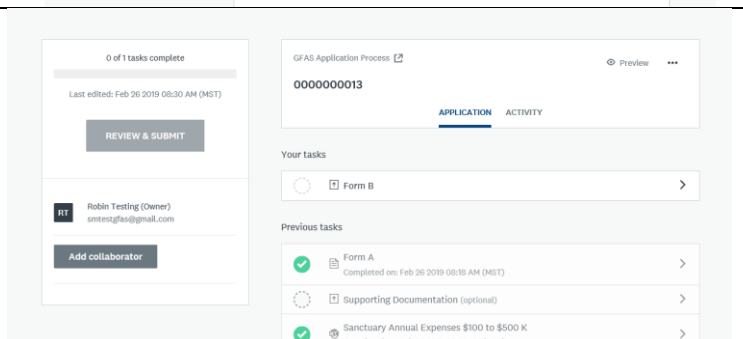 0 of 1 tasks complete
Last edited: Feb 26 2019 08:30 AM (MST)
REVIEW & SUBMIT
RT
Robin Testing (Owner)
smtestgfas@gmail.com
Add collaborator
GFAS Application Process
Preview
0000000013
APPLICATION ACTIVITY
Your tasks
Form B
Previous tasks
Form A
Completed on: Feb 26 2019 08:18 AM (MST)
Supporting Documentation (optional)
Sanctuary Annual Expenses $100 to $500 K